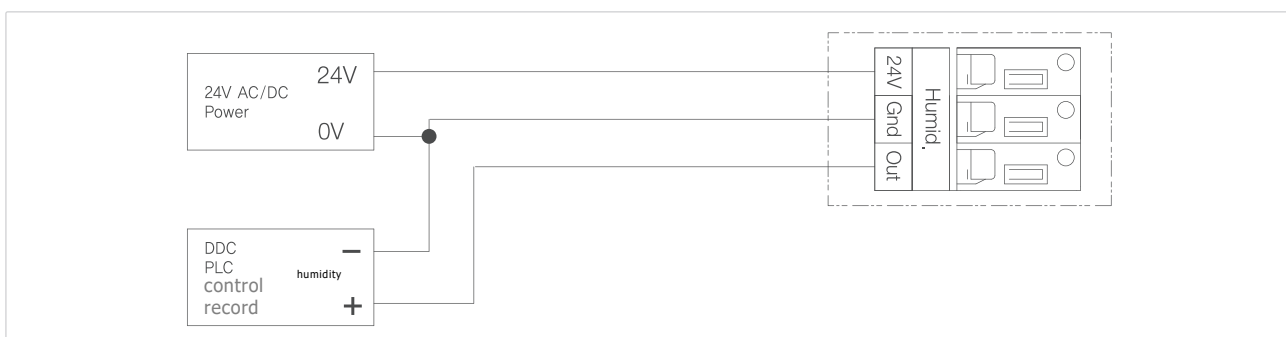 24V AC/DC
Power
24V
0V
24V
Gnd
Out
Humid.
DDC
PLC
control
record
humidity
−
+